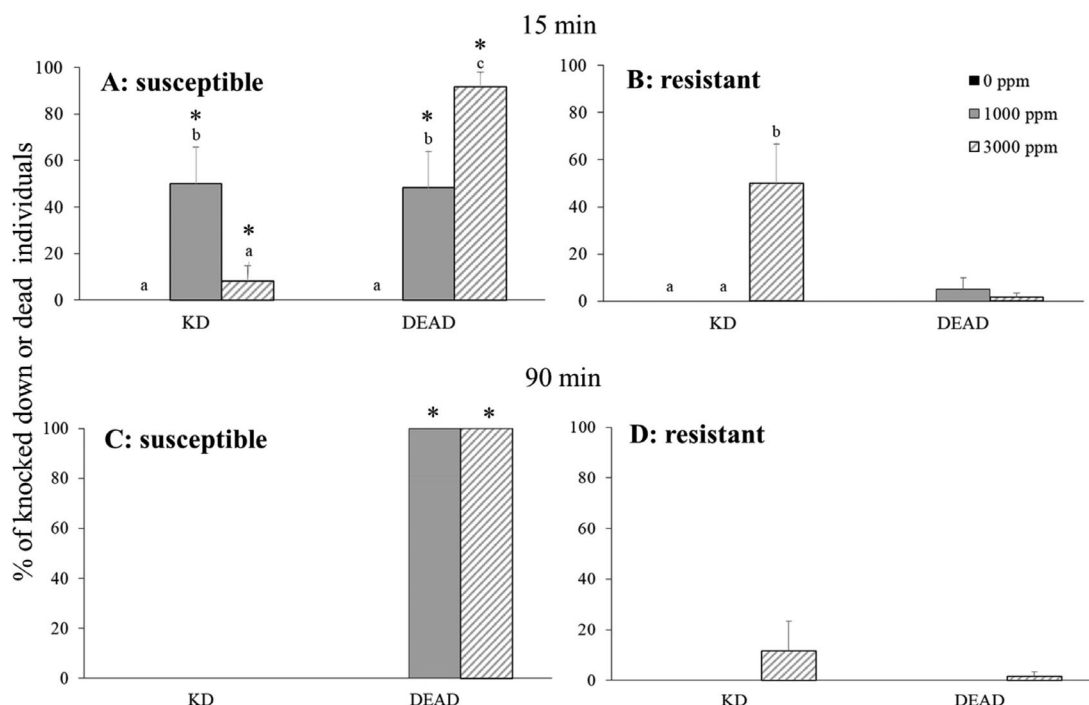 15 min
% of knocked down or dead individuals
A: susceptible
100
80
60
40
20
0
a
*
b
*
a
a
*
b
*
c
KD
DEAD
B: resistant
100
80
60
40
20
0
a
a
b
0 ppm
1000 ppm
3000 ppm
KD
DEAD
90 min
C: susceptible
100
80
60
40
20
0
* *
KD
DEAD
D: resistant
100
80
60
40
20
0
KD
DEAD